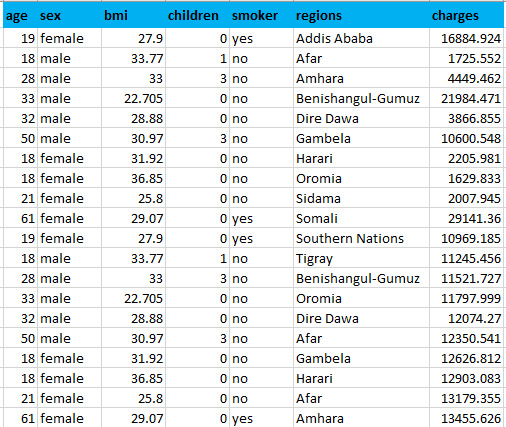 age sex bmi children smoker regions charges
19 female 27.9 0 yes Addis Ababa 16884.924
18 male 33.77 1 no Afar 1725.552
28 male 33 3 no Amhara 4449.462
33 male 22.705 0 no Benishangul-Gumuz 21984.471
32 male 28.88 0 no Dire Dawa 3866.855
50 male 30.97 3 no Gambela 10600.548
18 female 31.92 0 no Harari 2205.981
18 female 36.85 0 no Oromia 1629.833
21 female 25.8 0 no Sidama 2007.945
61 female 29.07 0 yes Somali 29141.36
19 female 27.9 0 yes Southern Nations 10969.185
18 male 33.77 1 no Tigray 11245.456
28 male 33 3 no Benishangul-Gumuz 11521.727
33 male 22.705 0 no Oromia 11797.999
32 male 28.88 0 no Dire Dawa 12074.27
50 male 30.97 3 no Afar 12350.541
18 female 31.92 0 no Gambela 12626.812
18 female 36.85 0 no Harari 12903.083
21 female 25.8 0 no Afar 13179.355
61 female 29.07 0 yes Amhara 13455.626